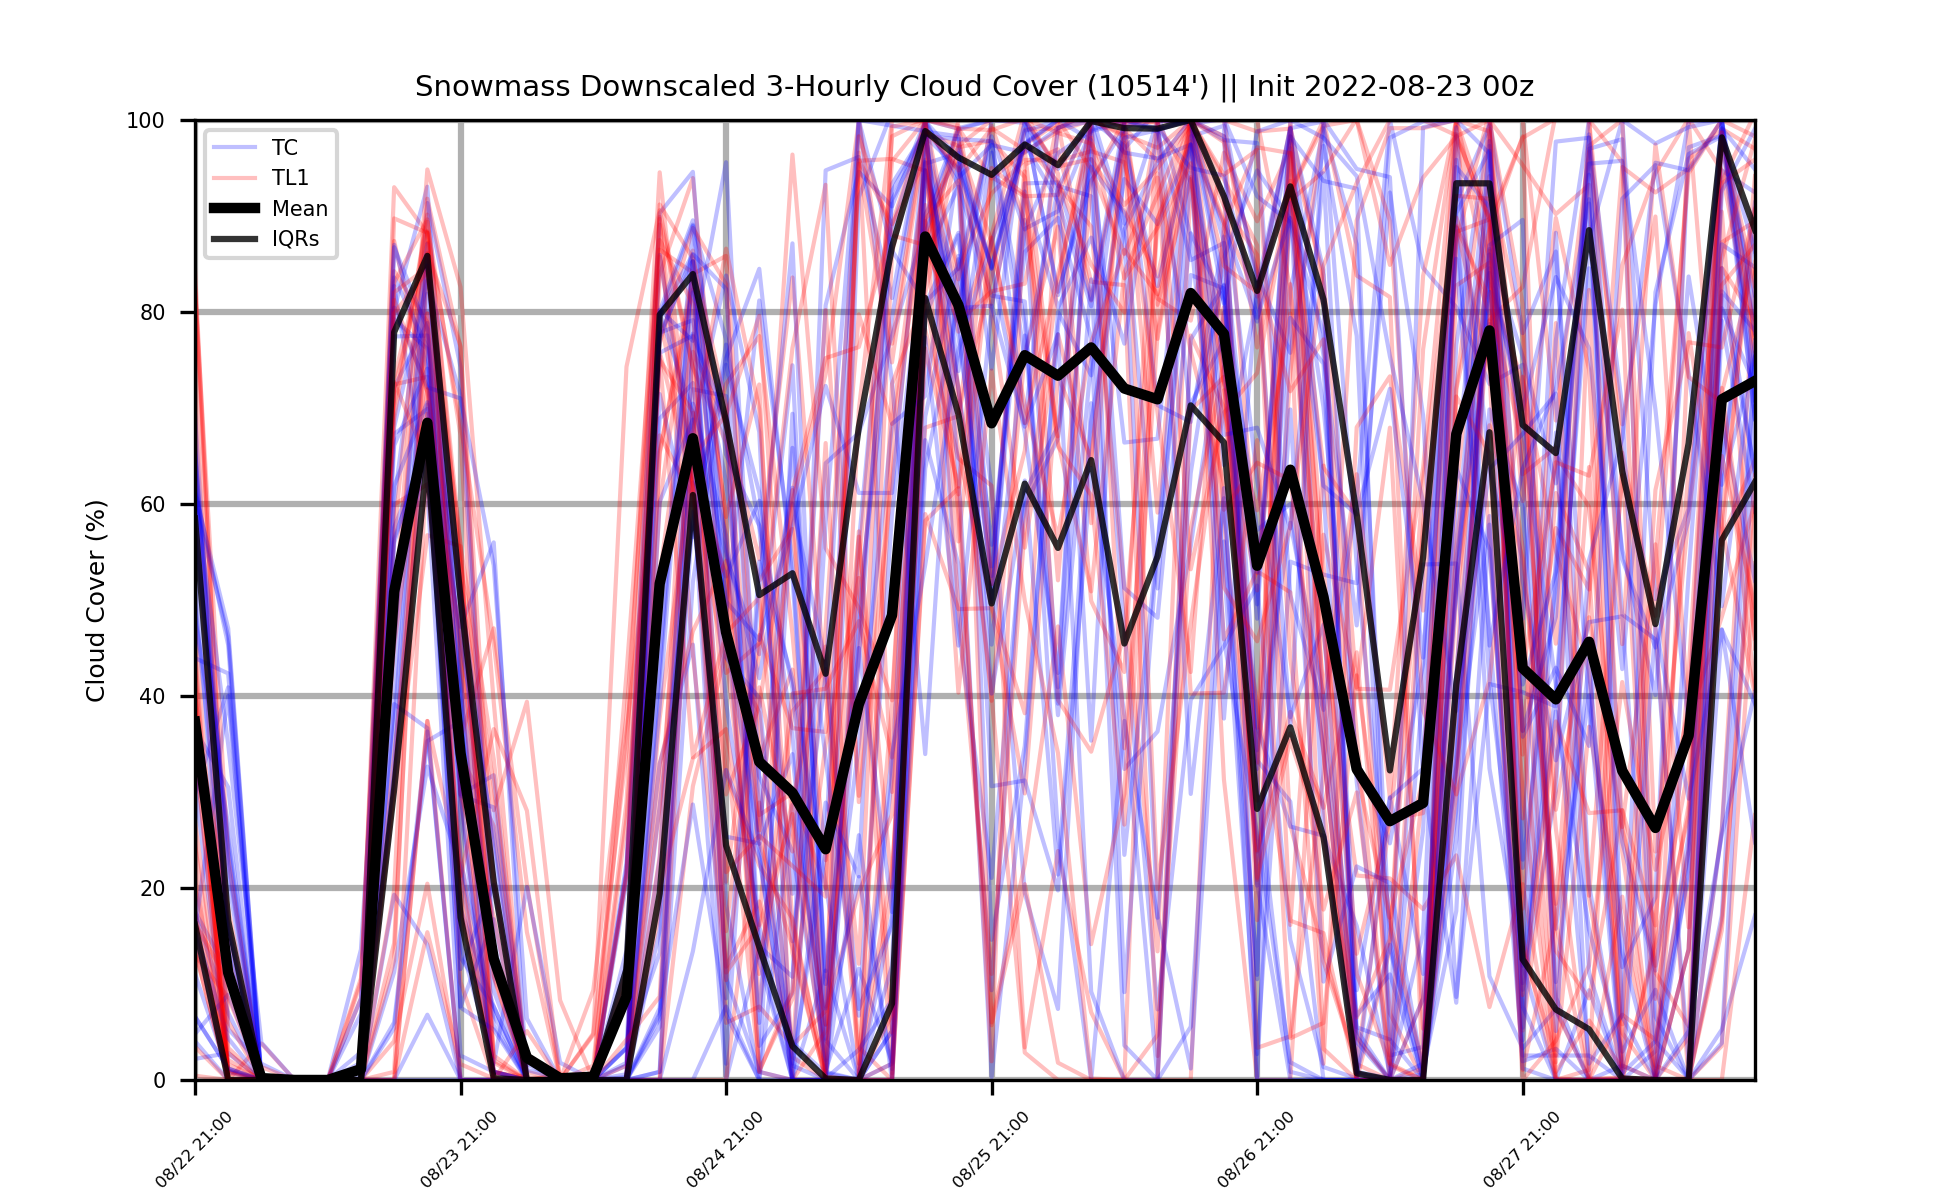 Snowmass Downscaled 3-Hourly Cloud Cover (10514') || Init 2022-08-23 00z
TC
TL1
Mean
IQRs
Cloud Cover (%)
100
80
60
40
20
0
08/22 21:00
08/23 21:00
08/24 21:00
08/25 21:00
08/26 21:00
08/27 21:00